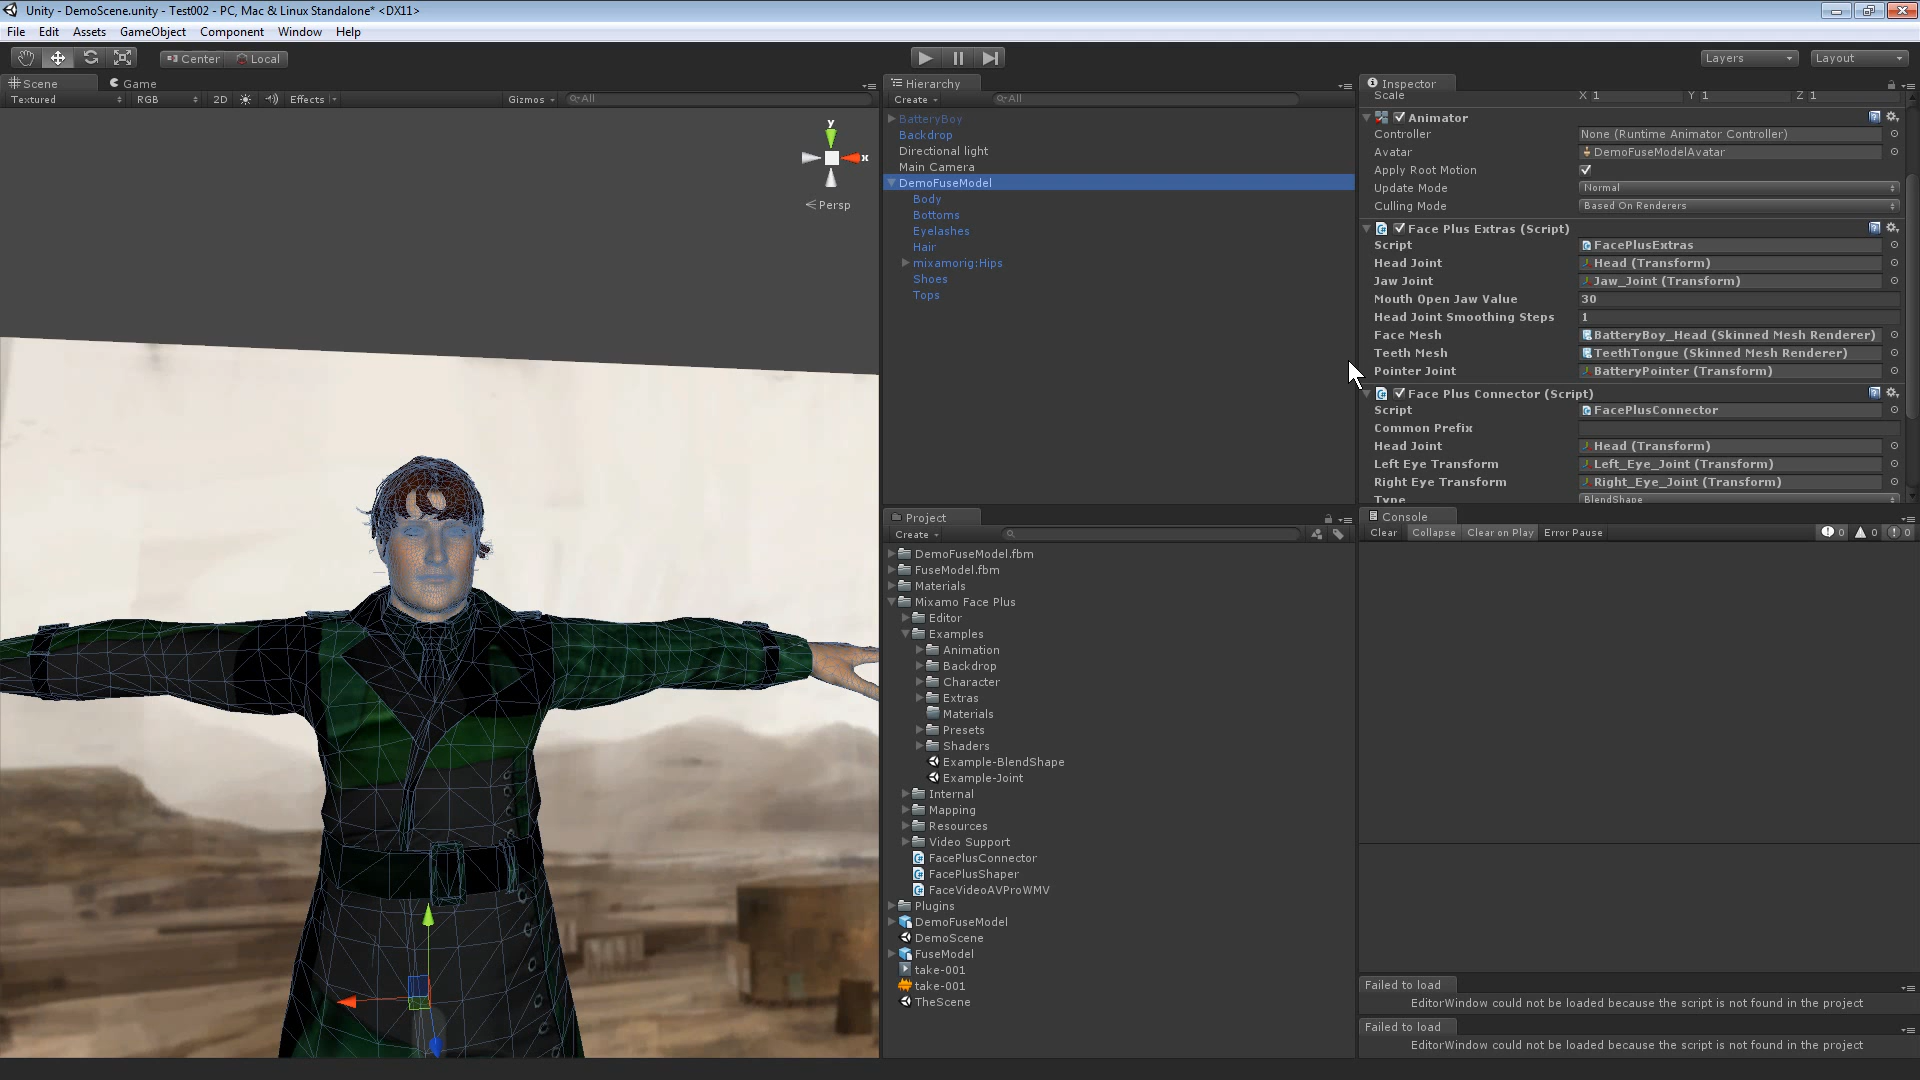 Unity - DemoScene.unity - Test002 - PC, Mac & Linux Standalone* <DX11>
File Edit Assets GameObject Component Window Help
Center Local
Layers Layout
Scene Game
Textured RGB 2D Effects Gizmos All
y
x
Persp
Hierarchy
Create All
BatteryBoy
Backdrop
Directional light
Main Camera
DemoFuseModel
Body
Bottoms
Eyelashes
Hair
mixamorig:Hips
Shoes
Tops
Project
Create
DemoFuseModel.fbm
FuseModel.fbm
Materials
Mixamo Face Plus
Editor
Examples
Animation
Backdrop
Character
Extras
Materials
Presets
Shaders
Example-BlendShape
Example-Joint
Internal
Mapping
Resources
Video Support
FacePlusConnector
FacePlusShaper
FaceVideoAVProWMV
Plugins
DemoFuseModel
DemoScene
FuseModel
take-001
take-001
TheScene
Inspector
Scale X 1 Y 1 Z 1
Animator
Controller None (Runtime Animator Controller)
Avatar DemoFuseModelAvatar
Apply Root Motion
Update Mode Normal
Culling Mode Based On Renderers
Face Plus Extras (Script)
Script FacePlusExtras
Head Joint Head (Transform)
Jaw Joint Jaw_Joint (Transform)
Mouth Open Jaw Value 30
Head Joint Smoothing Steps 1
Face Mesh BatteryBoy_Head (Skinned Mesh Renderer)
Teeth Mesh TeethTongue (Skinned Mesh Renderer)
Pointer Joint BatteryPointer (Transform)
Face Plus Connector (Script)
Script FacePlusConnector
Common Prefix
Head Joint Head (Transform)
Left Eye Transform Left_Eye_Joint (Transform)
Right Eye Transform Right_Eye_Joint (Transform)
Type BlendShape
Console
Clear Collapse Clear on Play Error Pause 0 0 0
Failed to load
EditorWindow could not be loaded because the script is not found in the project
Failed to load
EditorWindow could not be loaded because the script is not found in the project